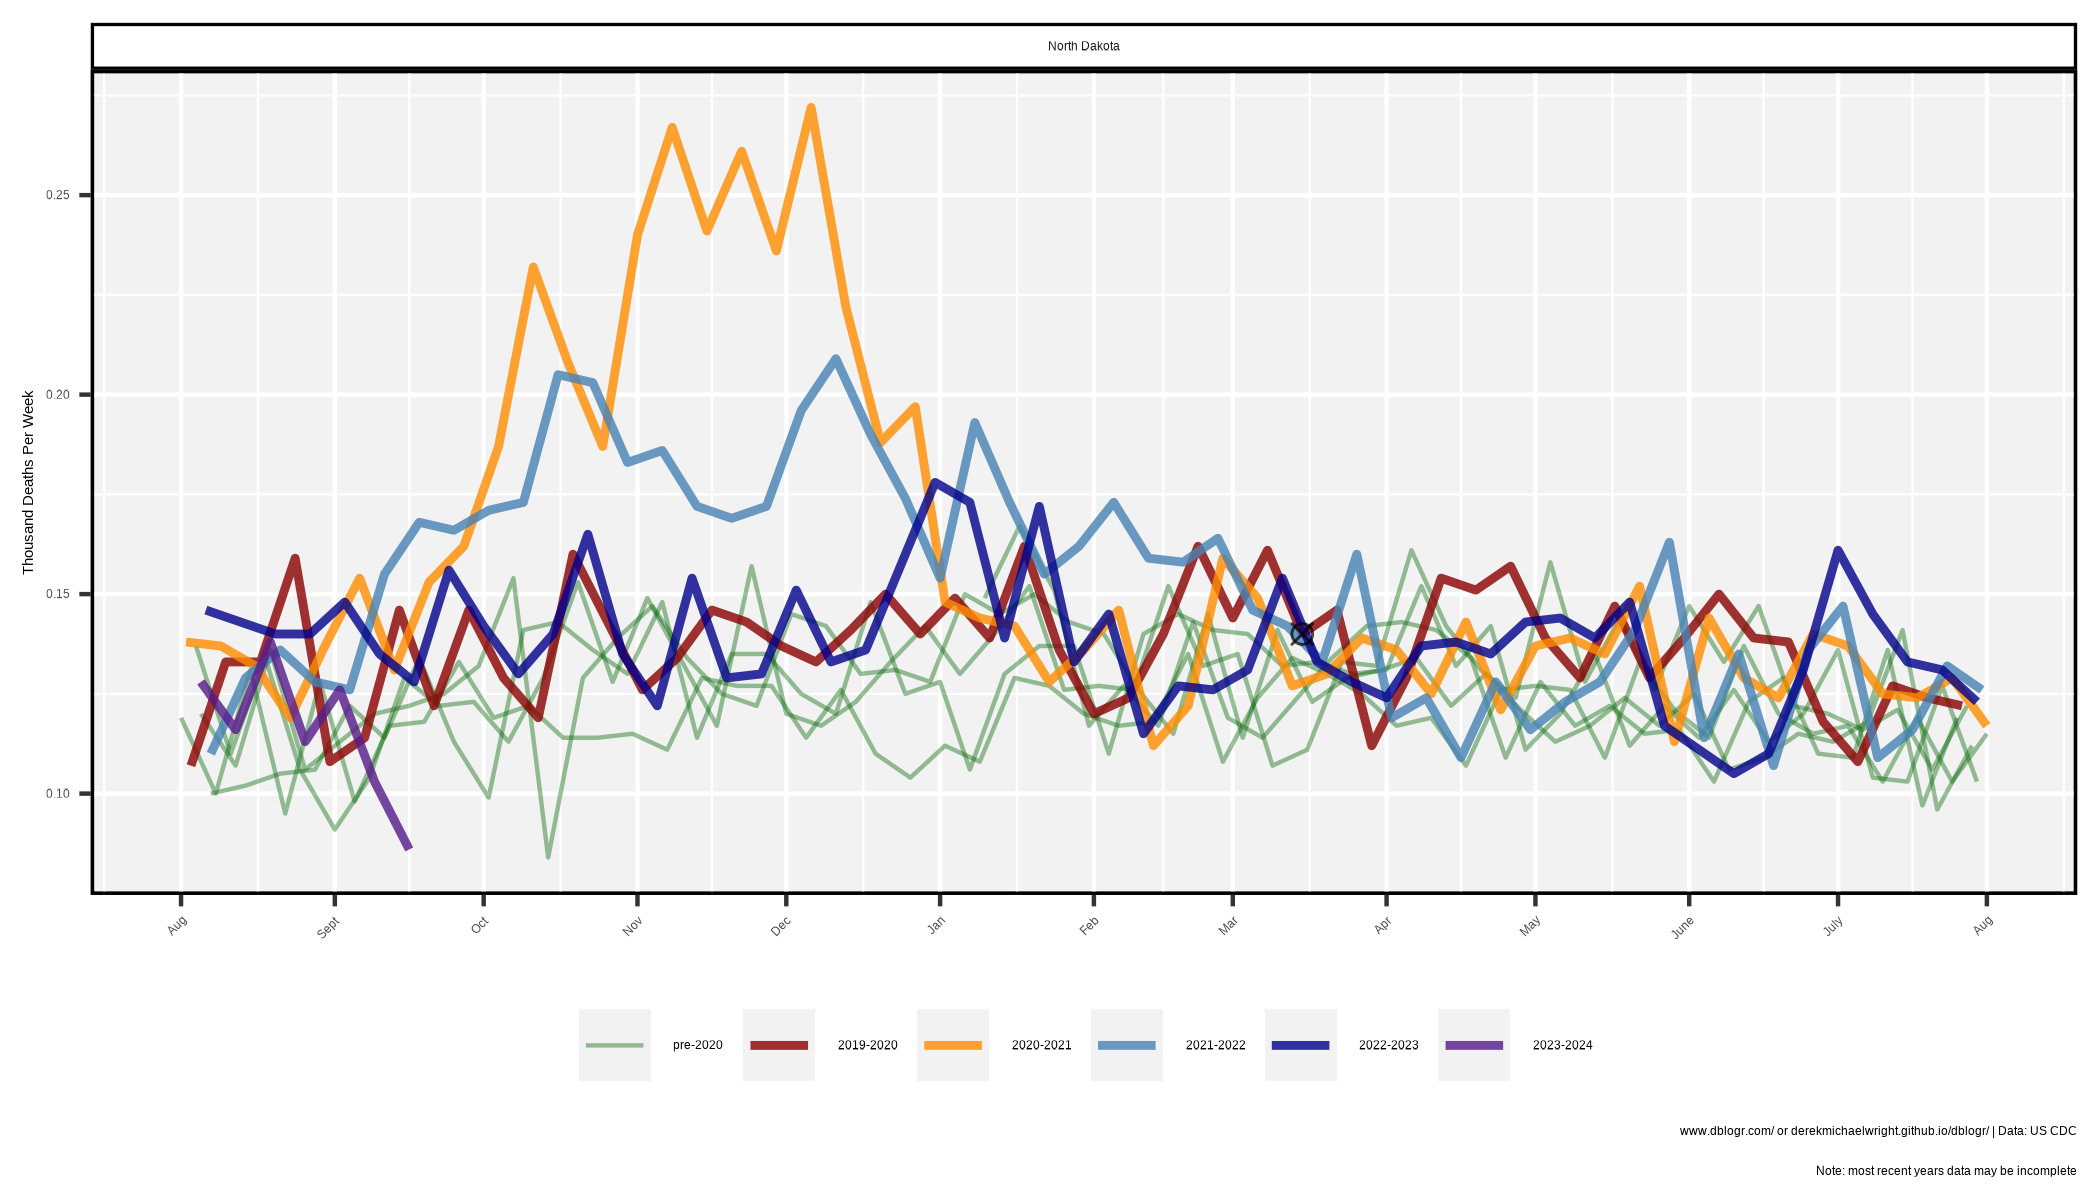 North Dakota
Thousand Deaths Per Week
0.25
0.20
0.15
0.10
Aug Sept Oct Nov Dec Jan Feb Mar Apr May June July Aug
pre-2020 2019-2020 2020-2021 2021-2022 2022-2023 2023-2024
www.dblogr.com/ or derekmichaelwright.github.io/dblogr/ | Data: US CDC
Note: most recent years data may be incomplete